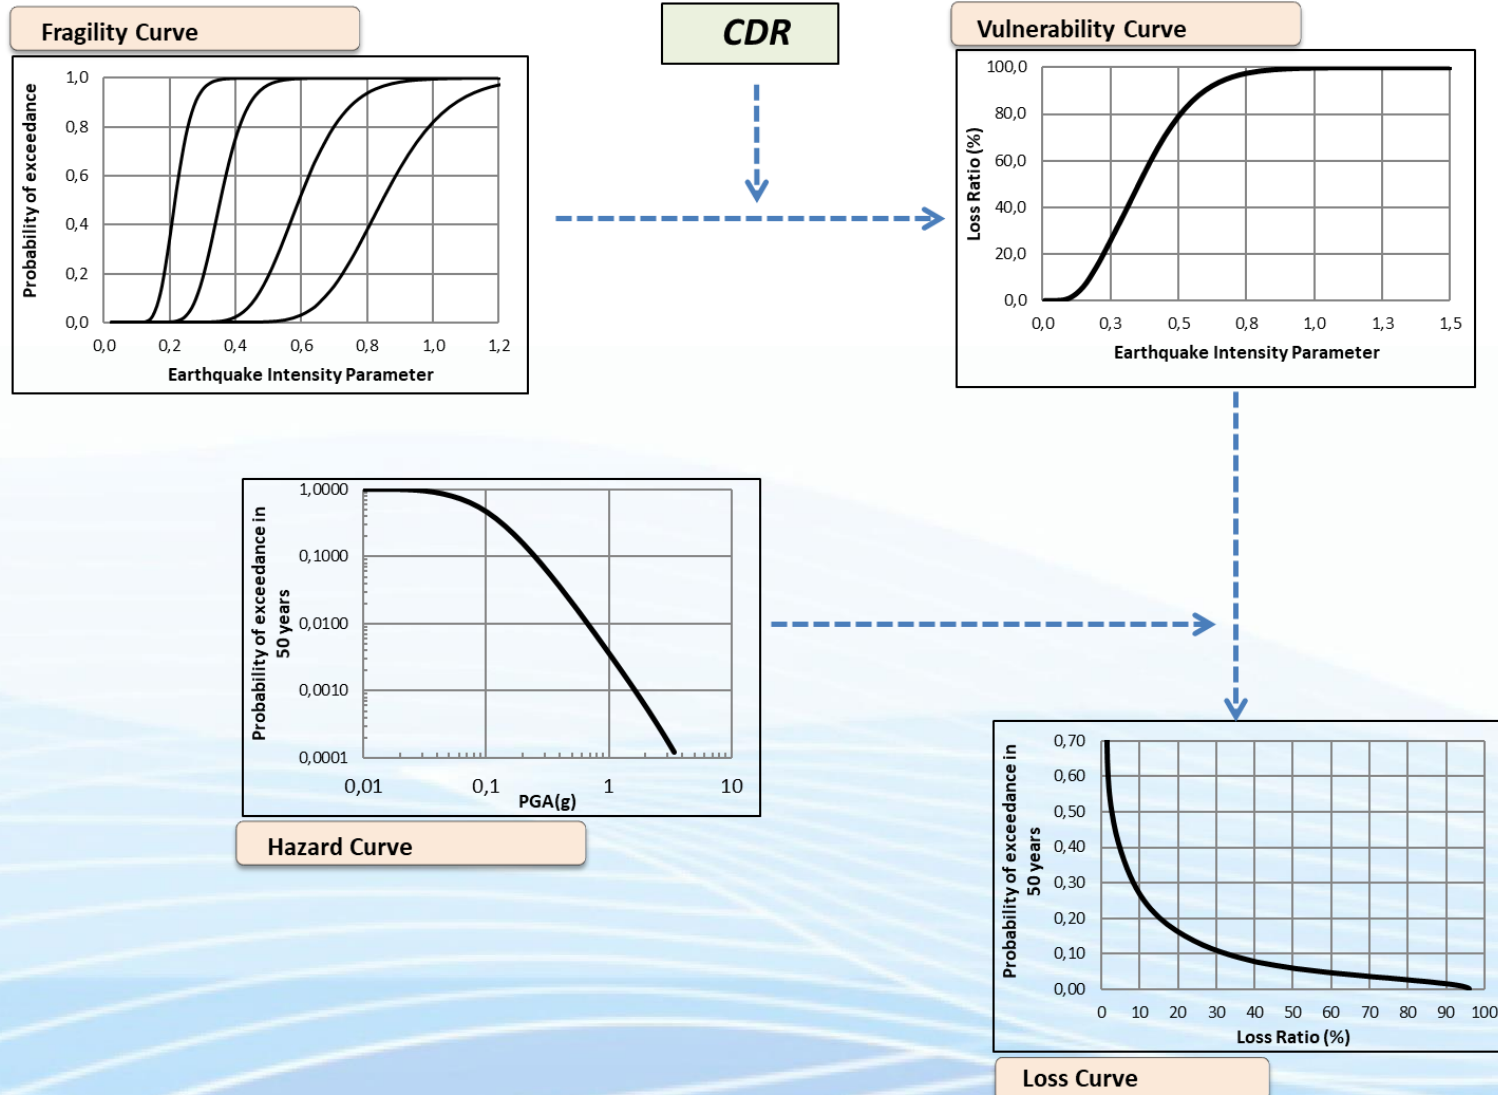 Fragility Curve
CDR
Vulnerability Curve
Probability of exceedance
1,0
0,8
0,6
0,4
0,2
0,0
0,0 0,2 0,4 0,6 0,8 1,0 1,2
Earthquake Intensity Parameter
Loss Ratio (%)
100,0
80,0
60,0
40,0
20,0
0,0
0,0 0,3 0,5 0,8 1,0 1,3 1,5
Earthquake Intensity Parameter
Probability of exceedance in
50 years
1,0000
0,1000
0,0100
0,0010
0,0001
0,01 0,1 1 10
PGA(g)
Hazard Curve
Probability of exceedance in
50 years
0,70
0,60
0,50
0,40
0,30
0,20
0,10
0,00
0 10 20 30 40 50 60 70 80 90 100
Loss Ratio (%)
Loss Curve